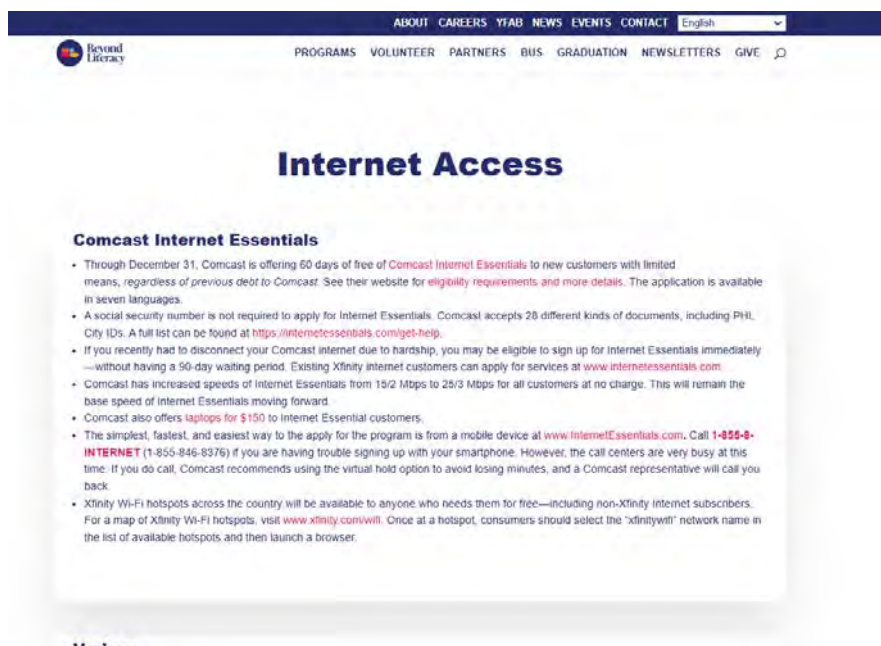 ABOUT CAREERS YFAB NEWS EVENTS CONTACT English
Beyond
Literacy
PROGRAMS VOLUNTEER PARTNERS BUS GRADUATION NEWSLETTERS GIVE
Internet Access
Comcast Internet Essentials
• Through December 31, Comcast is offering 60 days of free of Comcast Internet Essentials to new customers with limited
means, regardless of previous debt to Comcast. See their website for eligibility requirements and more details. The application is available
in seven languages.
• A social security number is not required to apply for Internet Essentials. Comcast accepts 28 different kinds of documents, including PHL
City IDs. A full list can be found at https://internetessentials.com/get-help.
• If you recently had to disconnect your Comcast internet due to hardship, you may be eligible to sign up for Internet Essentials immediately
—without having a 90-day waiting period. Existing Xfinity internet customers can apply for services at www.internetessentials.com.
• Comcast has increased speeds of Internet Essentials from 15/2 Mbps to 25/3 Mbps for all customers at no charge. This will remain the
base speed of Internet Essentials moving forward.
• Comcast also offers laptops for $150 to Internet Essential customers.
• The simplest, fastest, and easiest way to the apply for the program is from a mobile device at www.InternetEssentials.com. Call 1-855-8-
INTERNET (1-855-846-8376) if you are having trouble signing up with your smartphone. However, the call centers are very busy at this
time. If you do call, Comcast recommends using the virtual hold option to avoid losing minutes, and a Comcast representative will call you
back.
• Xfinity Wi-Fi hotspots across the country will be available to anyone who needs them for free—including non-Xfinity Internet subscribers.
For a map of Xfinity Wi-Fi hotspots, visit www.xfinity.com/wifi. Once at a hotspot, consumers should select the "xfinitywifi" network name in
the list of available hotspots and then launch a browser.